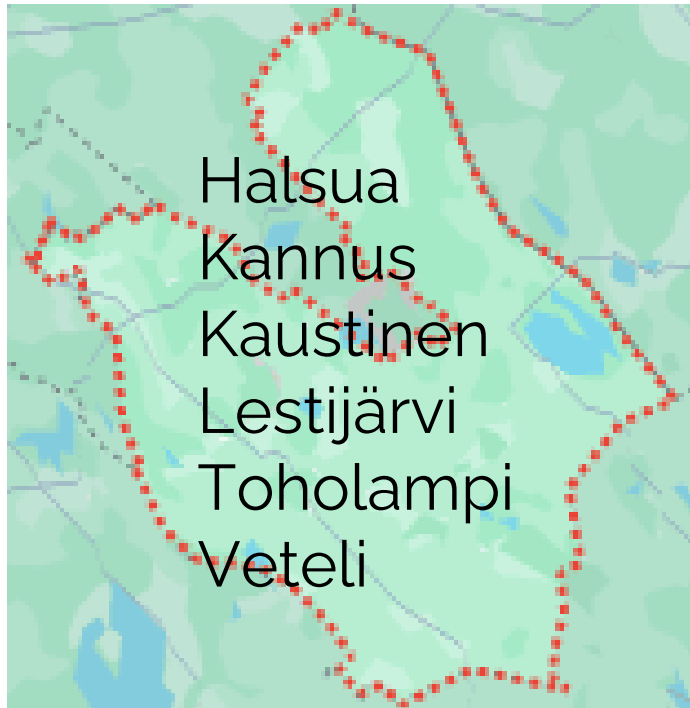 Halsua
Kannus
Kaustinen
Lestijärvi
Toholampi
Veteli